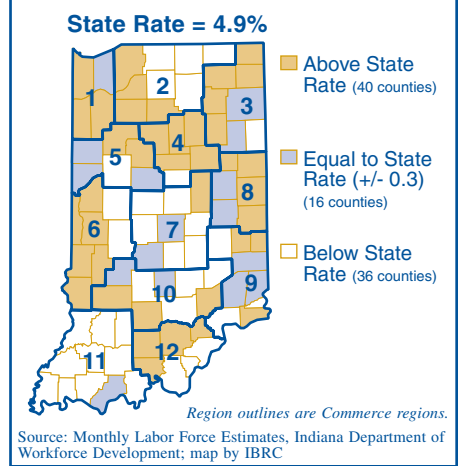 State Rate = 4.9%
Above State
Rate (40 counties)
Equal to State
Rate (+/- 0.3)
(16 counties)
Below State
Rate (36 counties)
1
2
3
4
5
6
7
8
9
10
11
12
Region outlines are Commerce regions.
Source: Monthly Labor Force Estimates, Indiana Department of
Workforce Development; map by IBRC